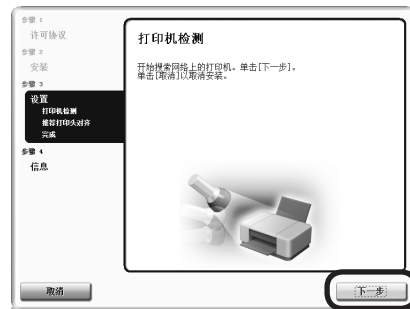 步骤 1
许可协议
步骤 2
安装
步骤 3
设置
打印机检测
推荐打印头对齐
完成
步骤 4
信息
打印机检测
开始搜索网络上的打印机。单击[下一步]。
单击[取消]以取消安装。
取消
下一步